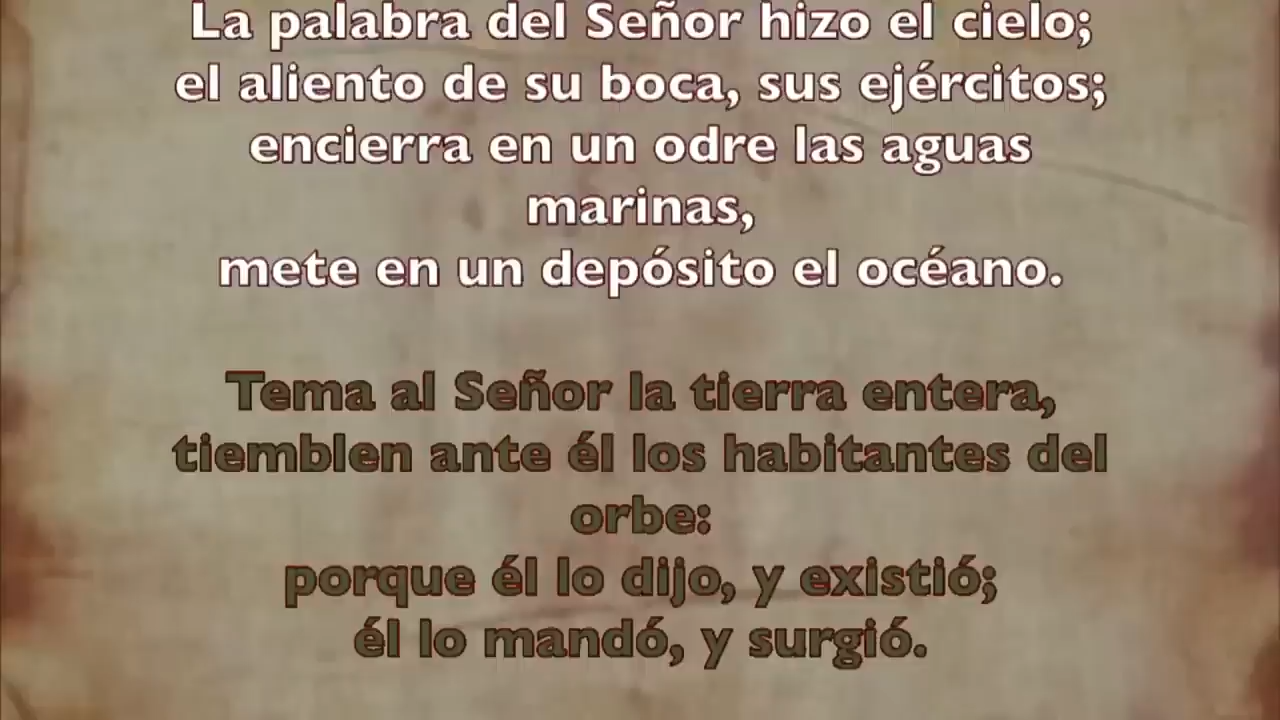 La palabra del Señor hizo el cielo;
el aliento de su boca, sus ejércitos;
encierra en un odre las aguas
marinas,
mete en un depósito el océano.
Tema al Señor la tierra entera,
tiemblen ante él los habitantes del
orbe:
porque él lo dijo, y existió;
él lo mandó, y surgió.